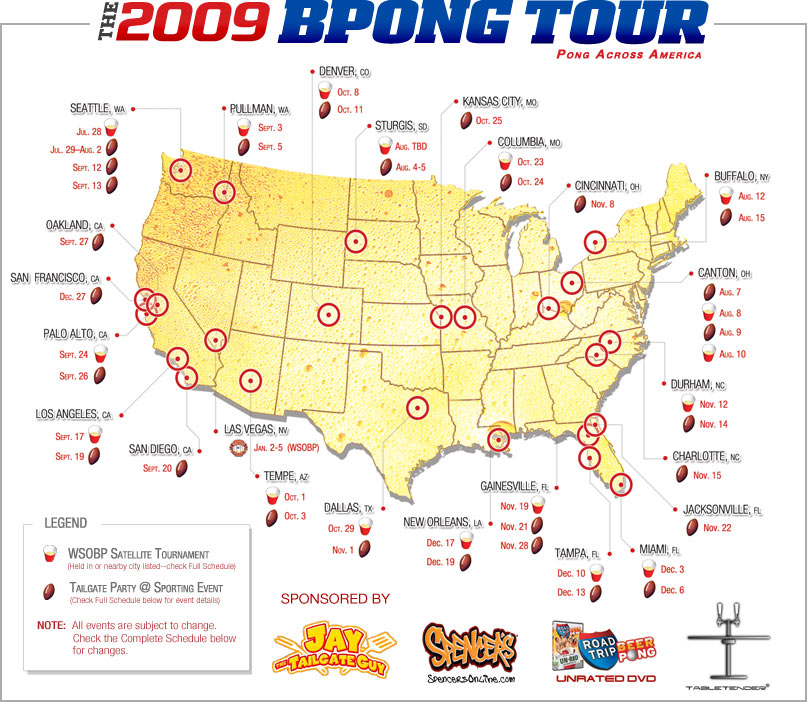 THE 2009 BPONG TOUR
PONG ACROSS AMERICA
DENVER, CO
OCT. 8
OCT. 11
KANSAS CITY, MO
OCT. 25
SEATTLE, WA
JUL. 28
JUL. 29–AUG. 2
SEPT. 12
SEPT. 13
PULLMAN, WA
SEPT. 3
SEPT. 5
STURGIS, SD
AUG. TBD
AUG. 4-5
COLUMBIA, MO
OCT. 23
OCT. 24
CINCINNATI, OH
NOV. 8
BUFFALO, NY
AUG. 12
AUG. 15
OAKLAND, CA
SEPT. 27
SAN FRANCISCO, CA
DEC. 27
CANTON, OH
AUG. 7
AUG. 8
AUG. 9
AUG. 10
PALO ALTO, CA
SEPT. 24
SEPT. 26
DURHAM, NC
NOV. 12
NOV. 14
LOS ANGELES, CA
SEPT. 17
SEPT. 19
SAN DIEGO, CA
SEPT. 20
LAS VEGAS, NV
JAN. 2-5 (WSOBP)
CHARLOTTE, NC
NOV. 15
TEMPE, AZ
OCT. 1
OCT. 3
DALLAS, TX
OCT. 29
NOV. 1
NEW ORLEANS, LA
DEC. 17
DEC. 19
GAINESVILLE, FL
NOV. 19
NOV. 21
NOV. 28
JACKSONVILLE, FL
NOV. 22
TAMPA, FL
DEC. 10
DEC. 13
MIAMI, FL
DEC. 3
DEC. 6
LEGEND
WSOBP SATELLITE TOURNAMENT
(Held in or nearby city listed--check Full Schedule)
TAILGATE PARTY @ SPORTING EVENT
(Check Full Schedule below for event details)
NOTE: All events are subject to change.
Check the Complete Schedule below
for changes.
SPONSORED BY
JAY
THE TAILGATE GUY
SPENCER'S
SPENCERSONLINE.COM
ROAD TRIP
BEER PONG
UNRATED DVD
TABLETENDER®